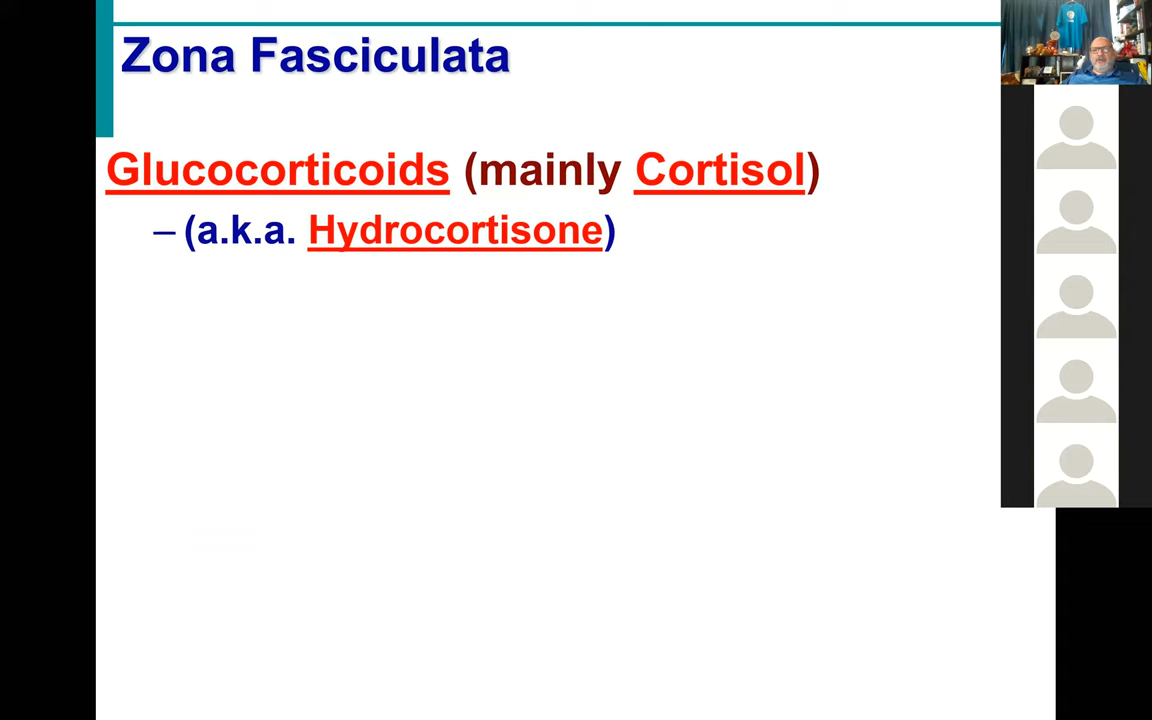 Zona Fasciculata
Glucocorticoids (mainly Cortisol)
– (a.k.a. Hydrocortisone)